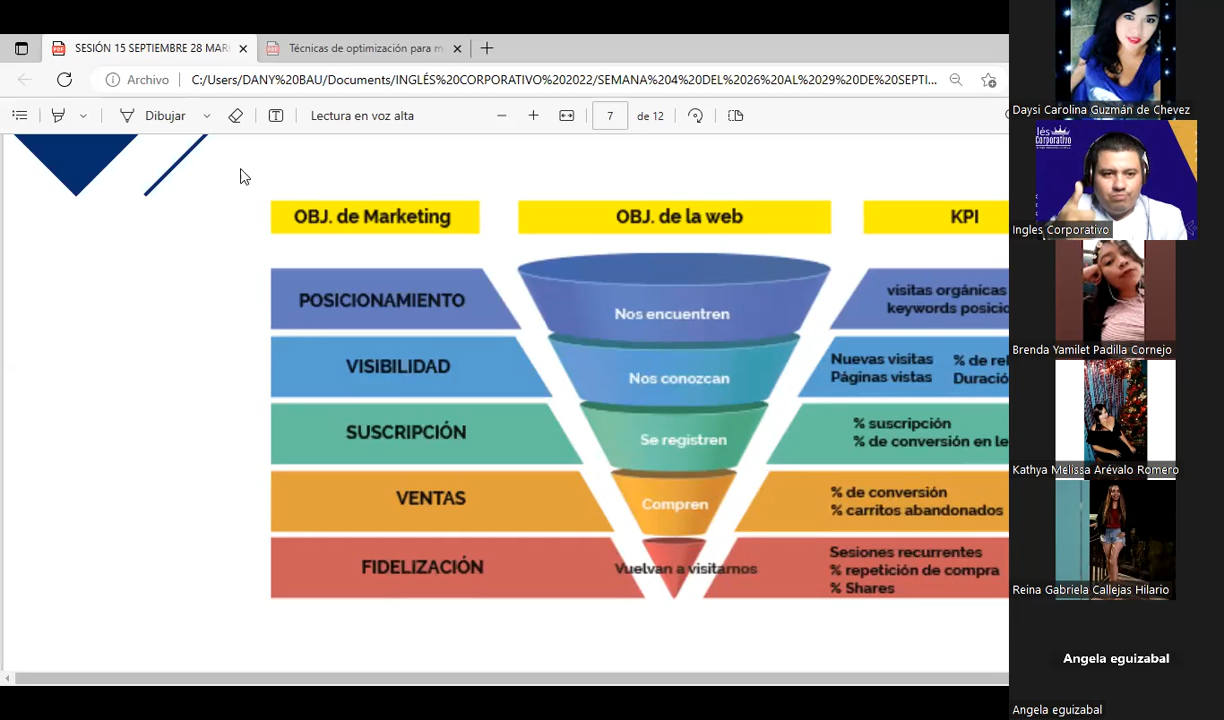 SESIÓN 15 SEPTIEMBRE 28 MAR
Técnicas de optimización para m
Archivo
C:/Users/DANY%20BAU/Documents/INGLÉS%20CORPORATIVO%202022/SEMANA%204%20DEL%2026%20AL%2029%20DE%20SEPTI...
Dibujar
Lectura en voz alta
7
de 12
OBJ. de Marketing
OBJ. de la web
KPI
POSICIONAMIENTO
Nos encuentren
visitas orgánicas
keywords posicio
VISIBILIDAD
Nos conozcan
Nuevas visitas
% de re
Páginas vistas
Duració
SUSCRIPCIÓN
Se registren
% suscripción
% de conversión en le
VENTAS
Compren
% de conversión
% carritos abandonados
FIDELIZACIÓN
Vuelvan a visitarnos
Sesiones recurrentes
% repetición de compra
% Shares
Daysi Carolina Guzmán de Chevez
lés
Corporativo
Ingles Corporativo
Brenda Yamilet Padilla Cornejo
Kathya Melissa Arévalo Romero
Reina Gabriela Callejas Hilario
Angela eguizabal
Angela eguizabal